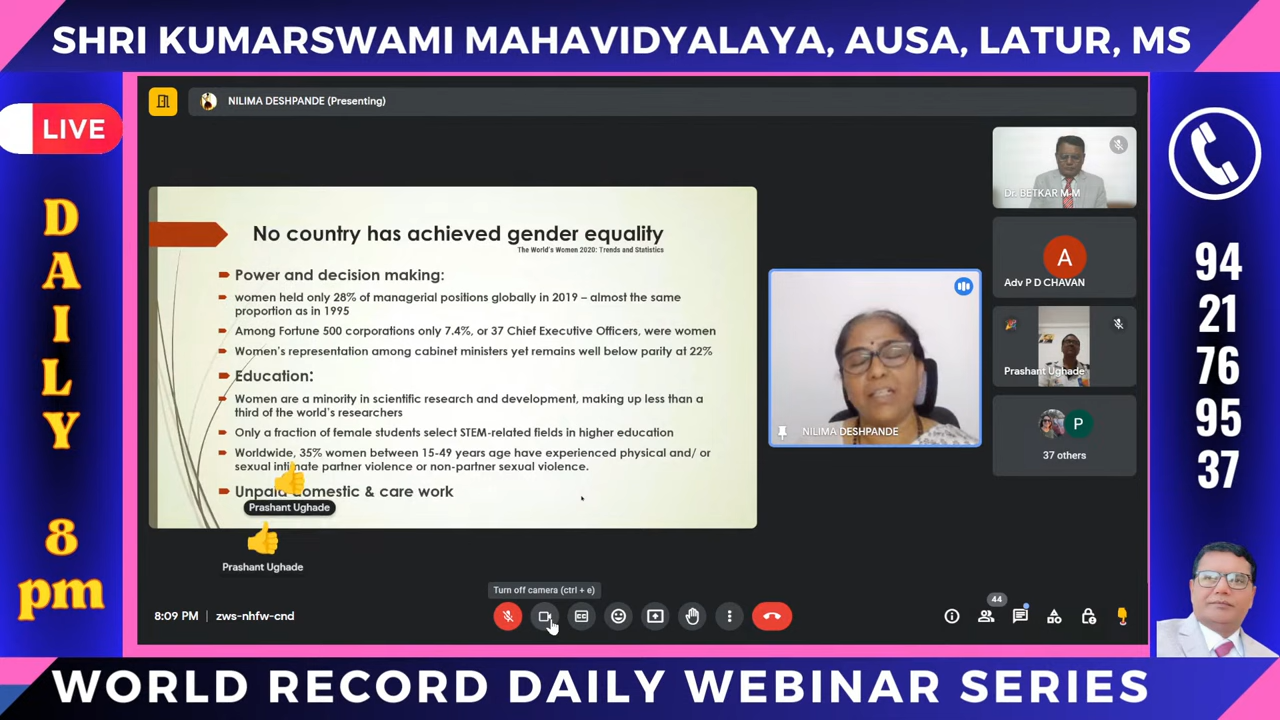 SHRI KUMARSWAMI MAHAVIDYALAYA, AUSA, LATUR, MS
LIVE
DAILY
8
pm
NILIMA DESHPANDE (Presenting)
No country has achieved gender equality
The World's Women 2020: Trends and Statistics
Power and decision making:
women held only 28% of managerial positions globally in 2019 – almost the same
proportion as in 1995
Among Fortune 500 corporations only 7.4%, or 37 Chief Executive Officers, were women
Women's representation among cabinet ministers yet remains well below parity at 22%
Education:
Women are a minority in scientific research and development, making up less than a
third of the world's researchers
Only a fraction of female students select STEM-related fields in higher education
Worldwide, 35% women between 15-49 years age have experienced physical and/ or
sexual intimate partner violence or non-partner sexual violence.
Unpaid domestic & care work
Prashant Ughade
Prashant Ughade
NILIMA DESHPANDE
Dr. BETKAR M M
A
Adv P D CHAVAN
Prashant Ughade
P
37 others
Turn off camera (ctrl + e)
8:09 PM | zws-nhfw-cnd
CC
44
94
21
76
95
37
WORLD RECORD DAILY WEBINAR SERIES